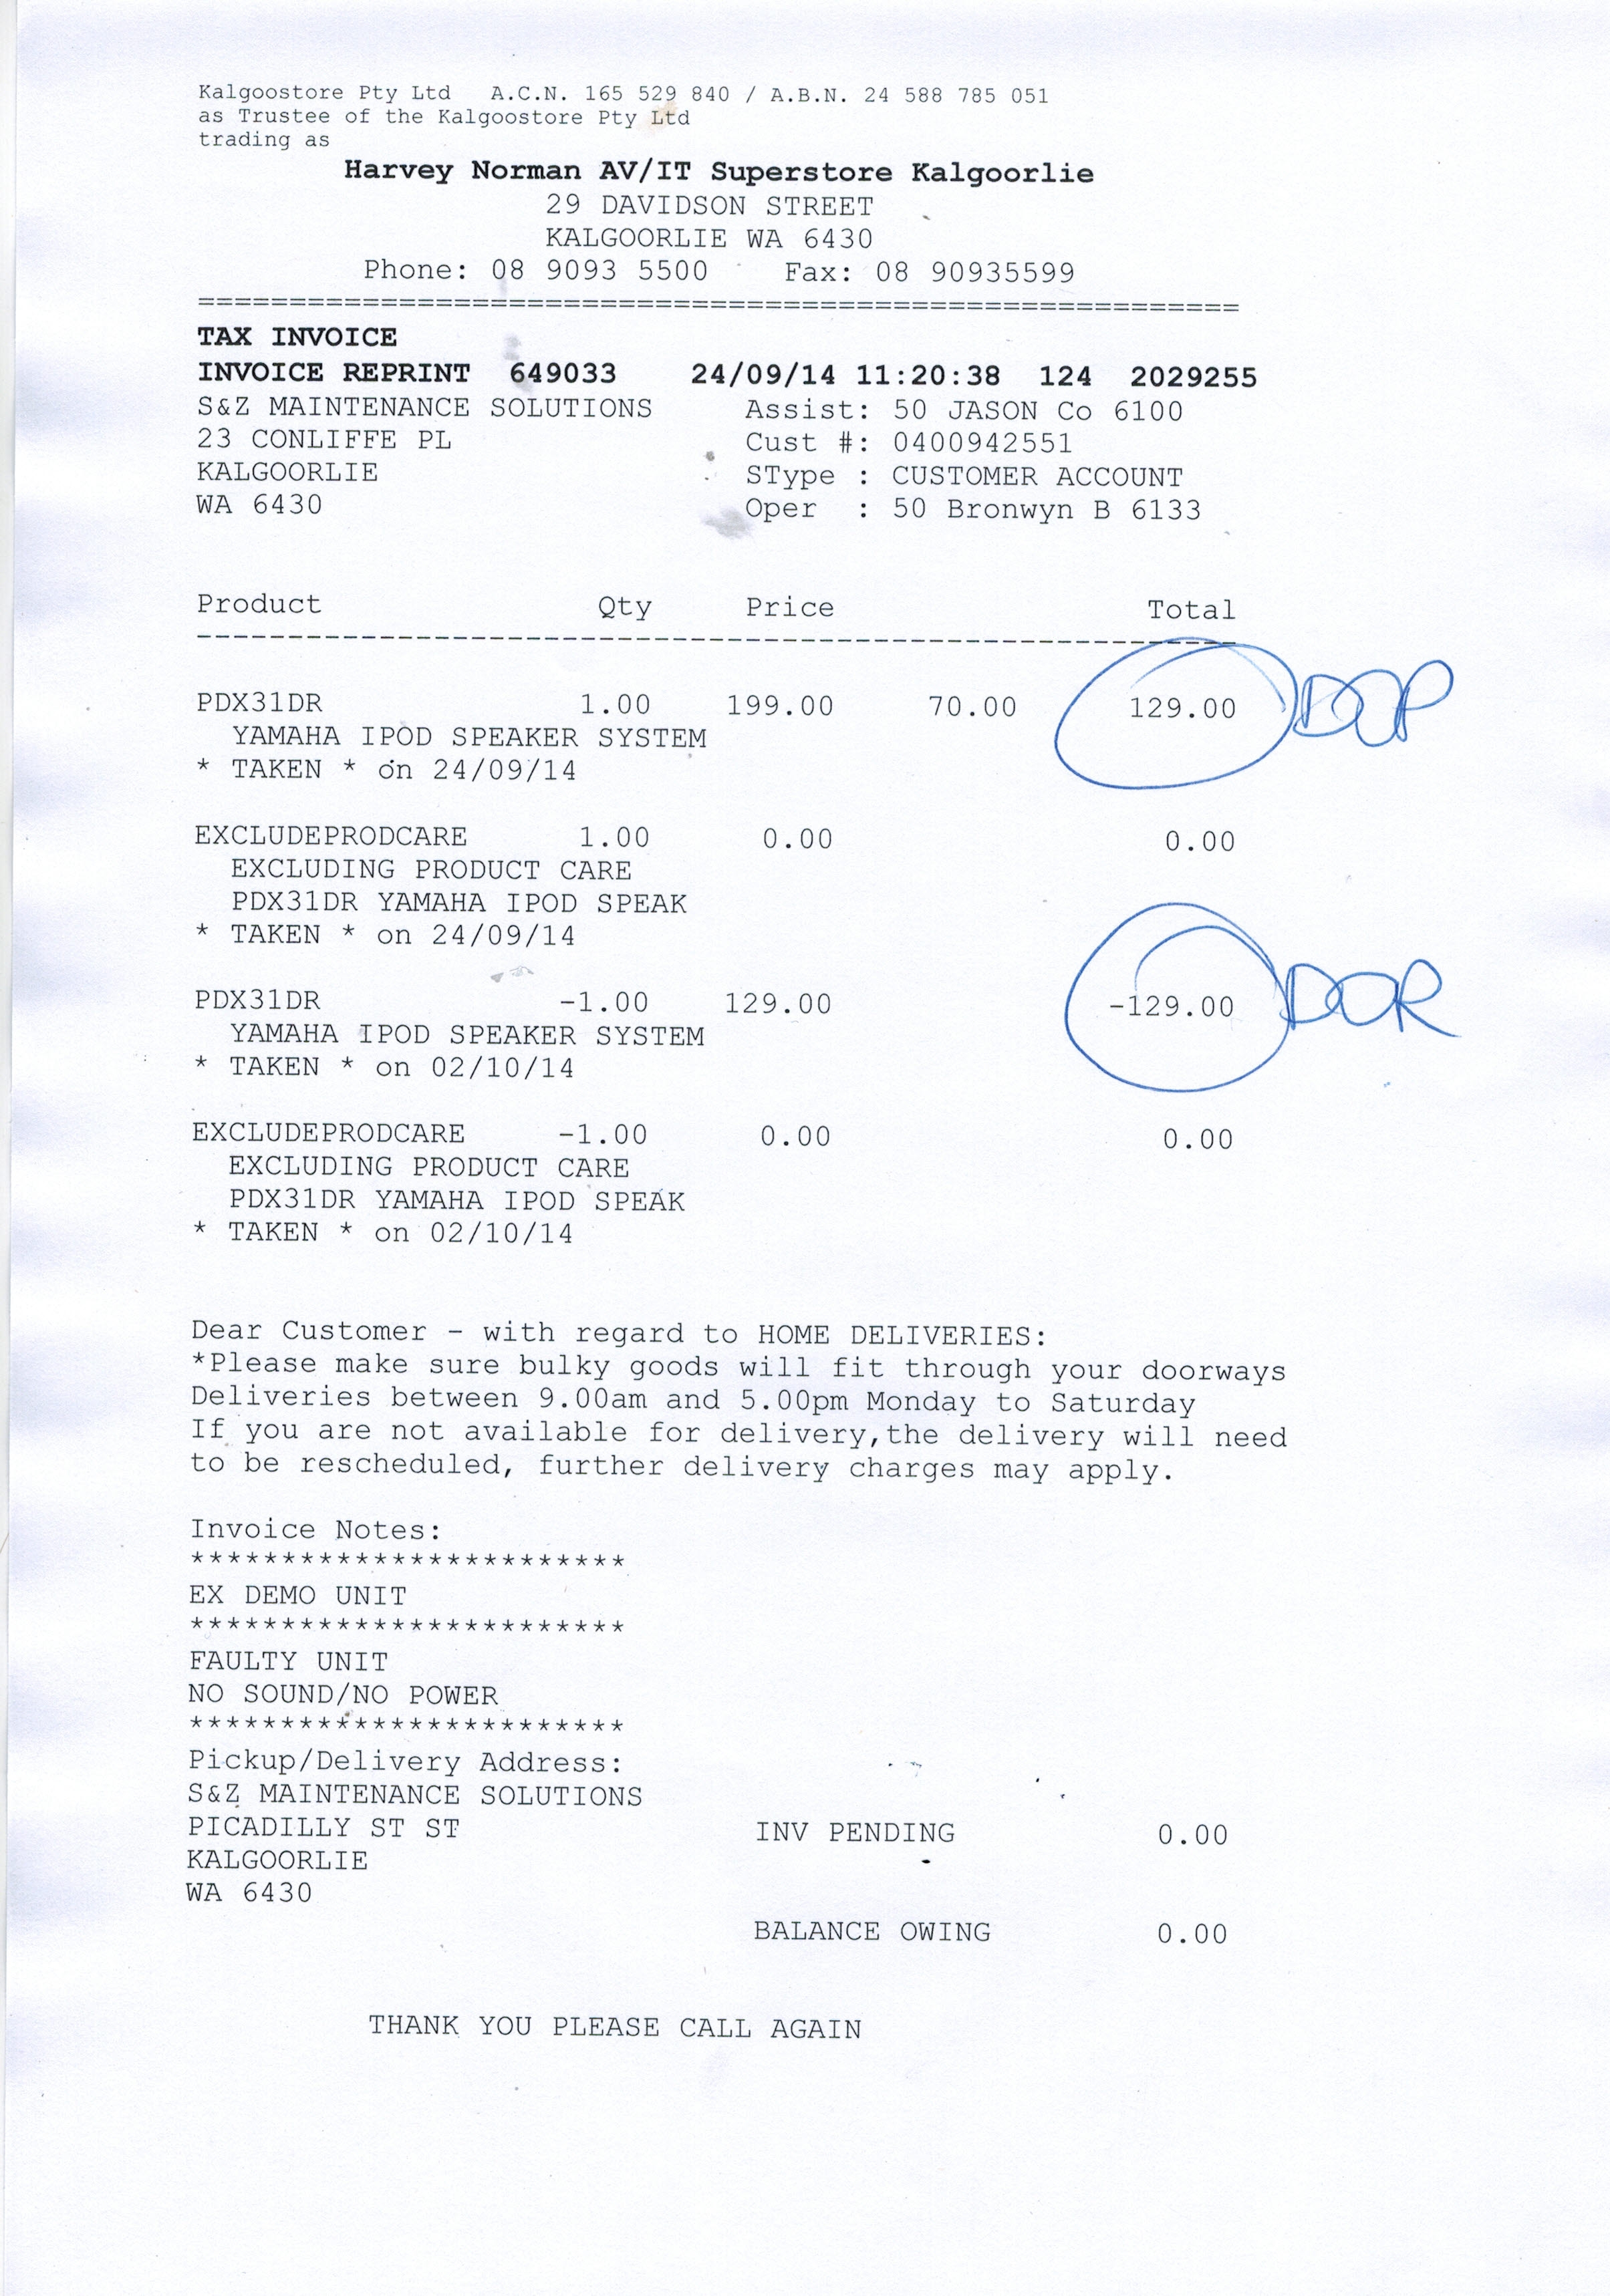 Kalgoostore Pty Ltd   A.C.N. 165 529 840 / A.B.N. 24 588 785 051
as Trustee of the Kalgoostore Pty Ltd
trading as
Harvey Norman AV/IT Superstore Kalgoorlie
29 DAVIDSON STREET
KALGOORLIE WA 6430
Phone: 08 9093 5500    Fax: 08 90935599
=========================================================
TAX INVOICE
INVOICE REPRINT  649033    24/09/14 11:20:38  124  2029255
S&Z MAINTENANCE SOLUTIONS     Assist: 50 JASON Co 6100
23 CONLIFFE PL                Cust #: 0400942551
KALGOORLIE                    SType : CUSTOMER ACCOUNT
WA 6430                       Oper  : 50 Bronwyn B 6133
Product               Qty     Price                 Total
---------------------------------------------------------
PDX31DR              1.00    199.00     70.00      129.00 DOP
YAMAHA IPOD SPEAKER SYSTEM
* TAKEN * on 24/09/14
EXCLUDEPRODCARE      1.00      0.00                  0.00
EXCLUDING PRODUCT CARE
PDX31DR YAMAHA IPOD SPEAK
* TAKEN * on 24/09/14
PDX31DR             -1.00    129.00               -129.00 DOR
YAMAHA IPOD SPEAKER SYSTEM
* TAKEN * on 02/10/14
EXCLUDEPRODCARE     -1.00      0.00                  0.00
EXCLUDING PRODUCT CARE
PDX31DR YAMAHA IPOD SPEAK
* TAKEN * on 02/10/14
Dear Customer - with regard to HOME DELIVERIES:
*Please make sure bulky goods will fit through your doorways
Deliveries between 9.00am and 5.00pm Monday to Saturday
If you are not available for delivery,the delivery will need
to be rescheduled, further delivery charges may apply.
Invoice Notes:
************************
EX DEMO UNIT
************************
FAULTY UNIT
NO SOUND/NO POWER
************************
Pickup/Delivery Address:
S&Z MAINTENANCE SOLUTIONS
PICADILLY ST ST                INV PENDING           0.00
KALGOORLIE
WA 6430
BALANCE OWING         0.00
THANK YOU PLEASE CALL AGAIN